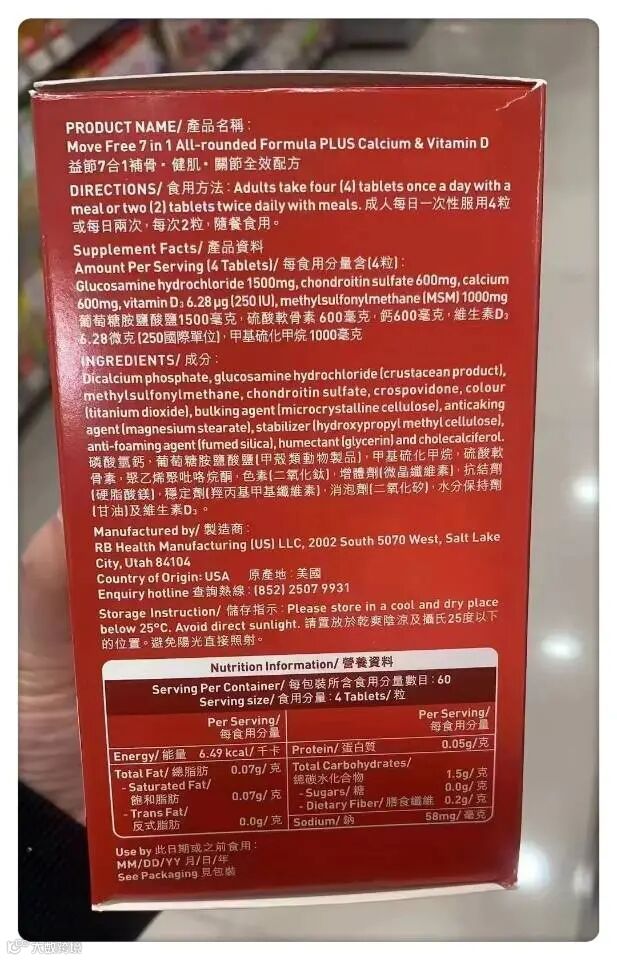 PRODUCT NAME/ 產品名稱：
Move Free 7 in 1 All-rounded Formula PLUS Calcium & Vitamin D
益節7合1補骨·健肌·關節全效配方
DIRECTIONS/ 食用方法：Adults take four (4) tablets once a day with a
meal or two (2) tablets twice daily with meals. 成人每日一次性服用4粒
或每日兩次，每次2粒，隨餐食用。
Supplement Facts/ 產品資料
Amount Per Serving (4 Tablets)/ 每食用分量含(4粒)：
Glucosamine hydrochloride 1500mg, chondroitin sulfate 600mg, calcium
600mg, vitamin D₃ 6.28 µg (250 IU), methylsulfonylmethane (MSM) 1000mg
葡萄糖胺鹽酸鹽1500毫克，硫酸軟骨素 600毫克，鈣600毫克，維生素D₃
6.28微克(250國際單位)，甲基硫化甲烷 1000毫克
INGREDIENTS/ 成分：
Dicalcium phosphate, glucosamine hydrochloride (crustacean product),
methylsulfonylmethane, chondroitin sulfate, crospovidone, colour
(titanium dioxide), bulking agent (microcrystalline cellulose), anticaking
agent (magnesium stearate), stabilizer (hydroxypropyl methyl cellulose),
anti-foaming agent (fumed silica), humectant (glycerin) and cholecalciferol.
磷酸氫鈣，葡萄糖胺鹽酸鹽(甲殼類動物製品)，甲基硫化甲烷，硫酸軟
骨素，聚乙烯聚吡咯烷酮，色素(二氧化鈦)，增體劑(微晶纖維素)，抗結劑
(硬脂酸鎂)，穩定劑(羥丙基甲基纖維素)，消泡劑(二氧化矽)，水分保持劑
(甘油)及維生素D₃。
Manufactured by/ 製造商：
RB Health Manufacturing (US) LLC, 2002 South 5070 West, Salt Lake
City, Utah 84104
Country of Origin: USA 原產地：美國
Enquiry hotline 查詢熱線：(852) 2507 9931
Storage Instruction/ 儲存指示：Please store in a cool and dry place
below 25°C. Avoid direct sunlight. 請置放於乾爽陰涼及攝氏25度以下
的位置。避免陽光直接照射。
Nutrition Information/ 營養資料
Serving Per Container/ 每包裝所含食用分量數目：60
Serving size/ 食用分量：4 Tablets/ 粒
Per Serving/
每食用分量
Energy/ 能量 6.49 kcal/ 千卡
Total Fat/ 總脂肪 0.07g/ 克
- Saturated Fat/
飽和脂肪 0.07g/ 克
- Trans Fat/
反式脂肪 0.0g/ 克
Per Serving/
每食用分量
Protein/ 蛋白質 0.05g/ 克
Total Carbohydrates/
總碳水化合物 1.5g/ 克
- Sugars/ 糖 0.0g/ 克
- Dietary Fiber/ 膳食纖維 0.2g/ 克
Sodium/ 鈉 58mg/ 毫克
Use by 此日期或之前食用：
MM/DD/YY 月/日/年
See Packaging 見包裝